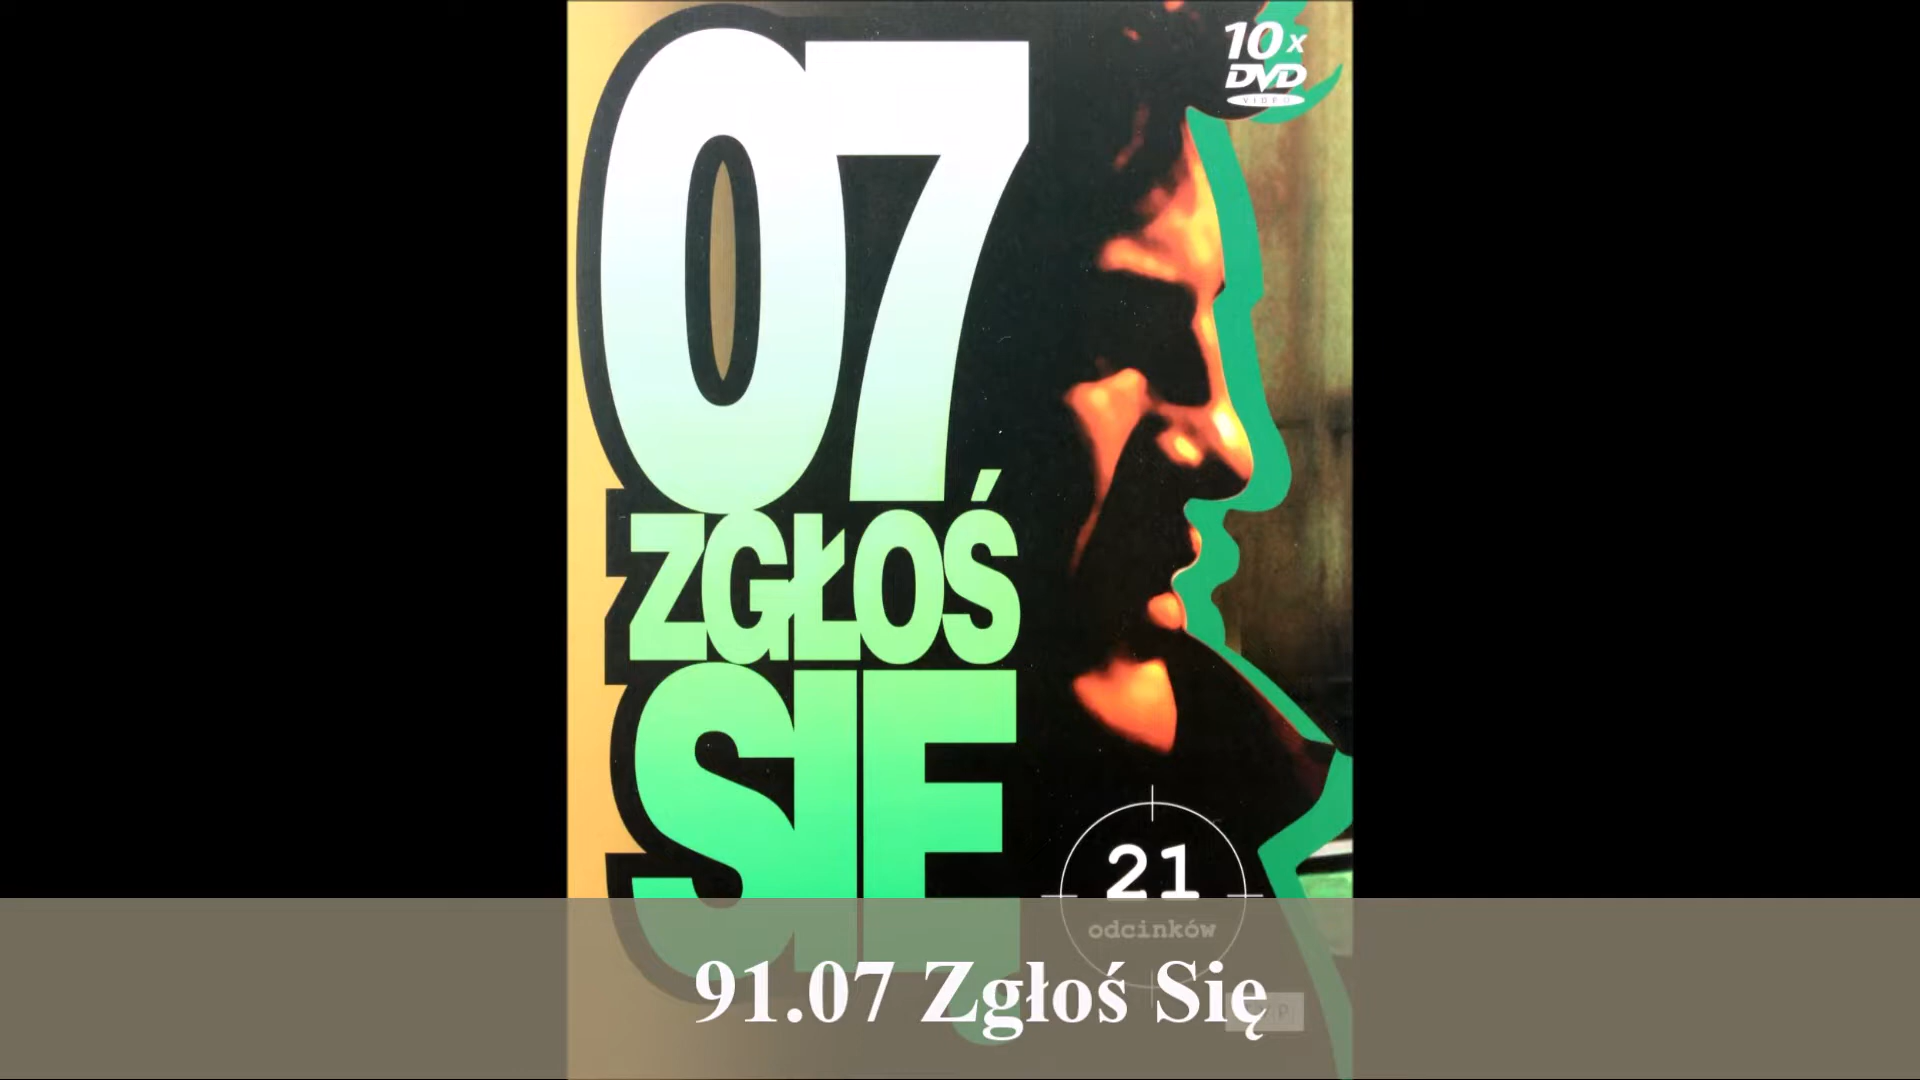 07
ZGŁOŚ
SIĘ
10x
DVD
VIDEO
21
odcinków
91.07 Zgłoś Się